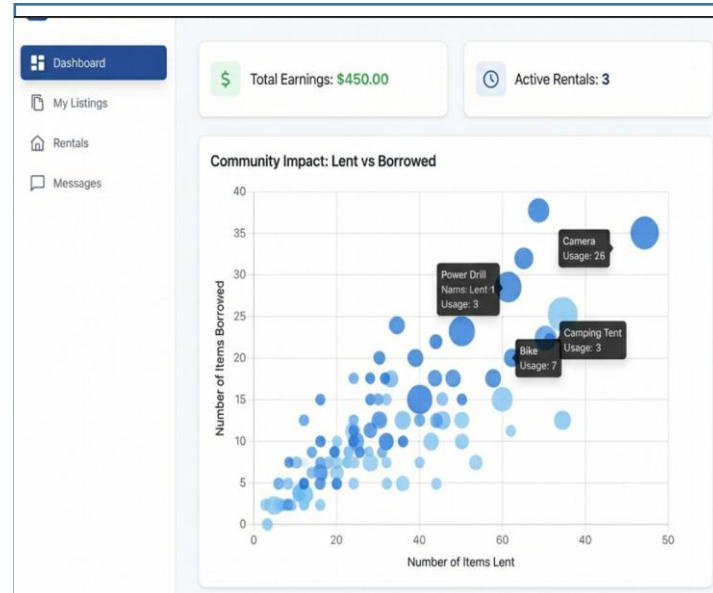 Dashboard
My Listings
Rentals
Messages
$ Total Earnings: $450.00
Active Rentals: 3
Community Impact: Lent vs Borrowed
Number of Items Borrowed
40
35
30
25
20
15
10
5
0
Camera
Usage: 26
Power Drill
Nams: Lent 1
Usage: 3
Camping Tent
Usage: 3
Bike
Usage: 7
0 20 40 60 40 50
Number of Items Lent